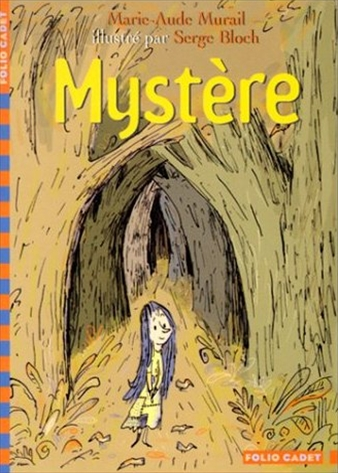 Marie-Aude Murail
illustré par Serge Bloch
Mystère
FOLIO CADET
FOLIO CADET